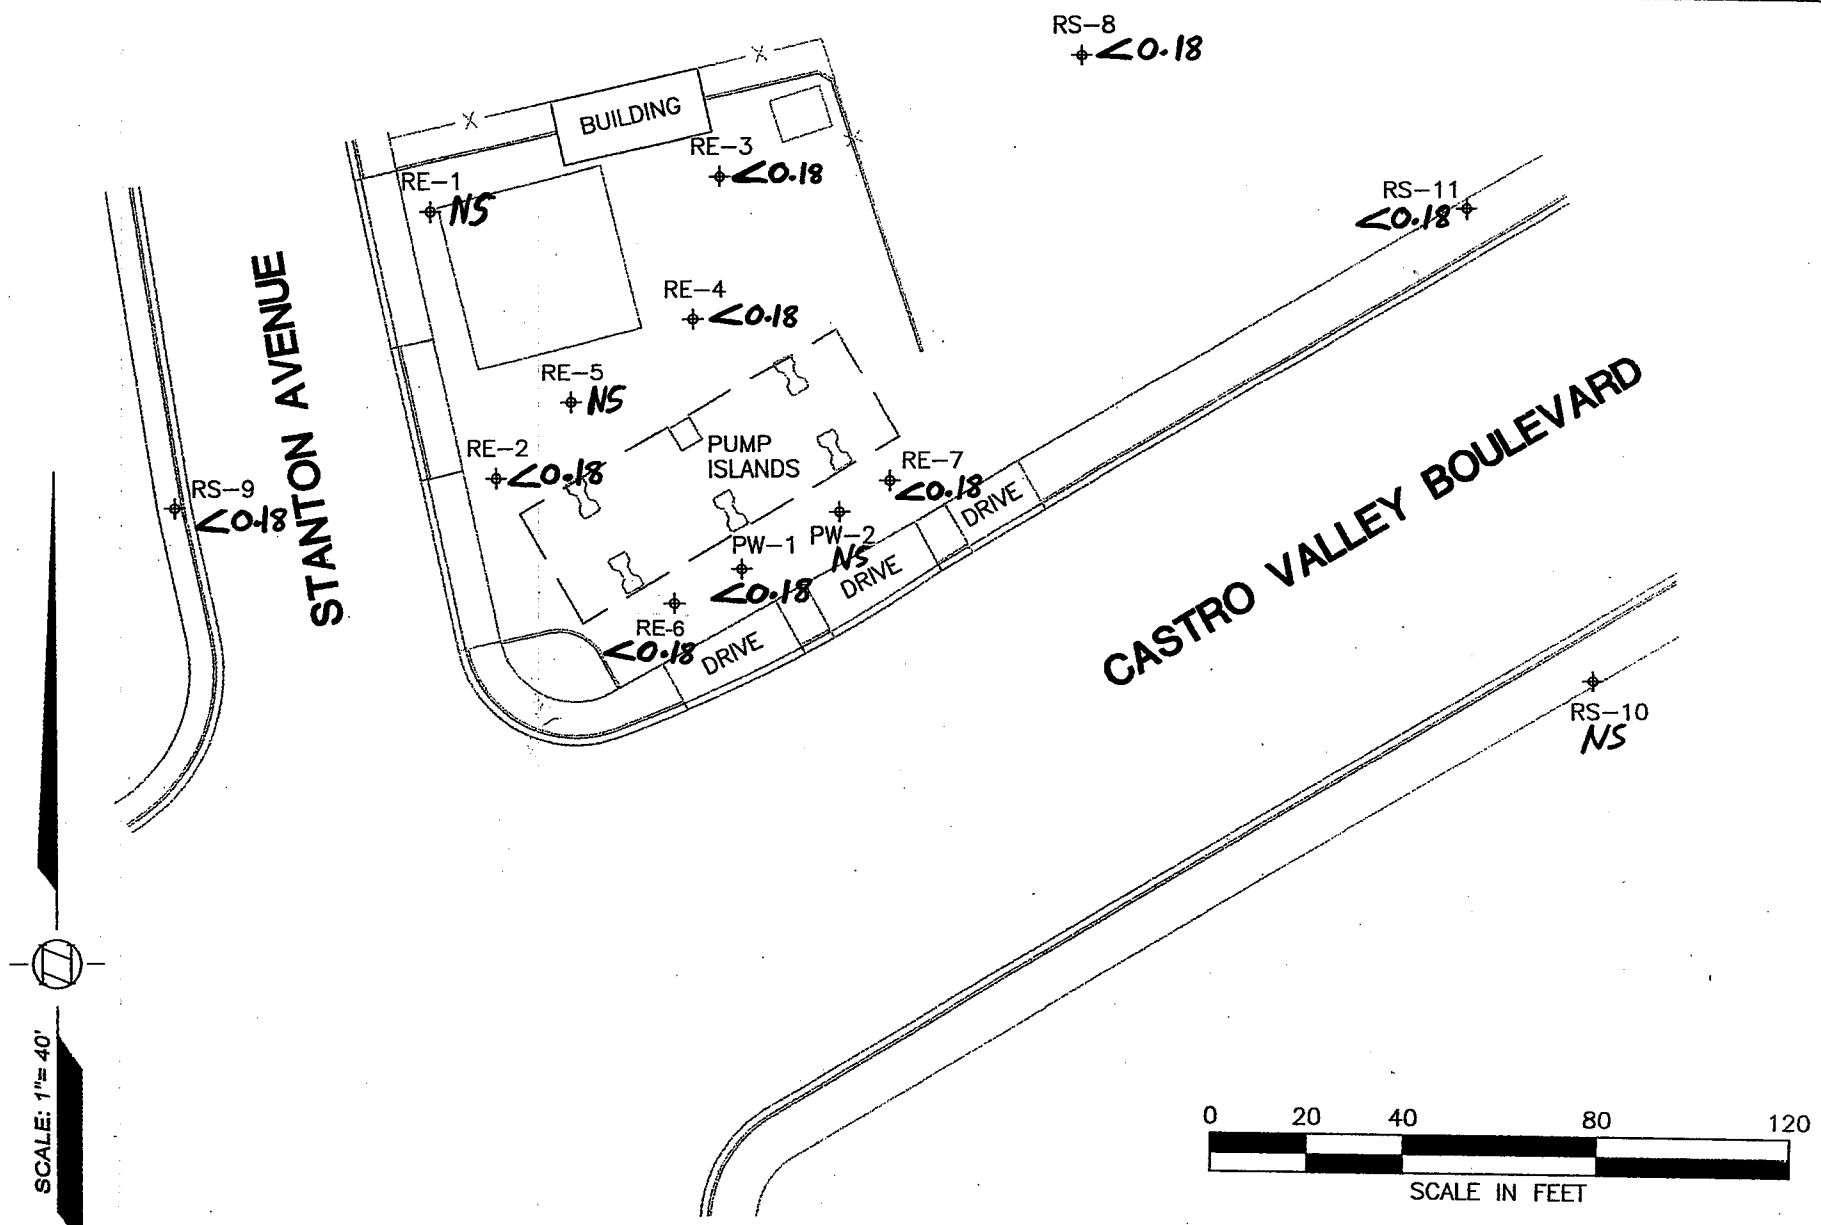 RS-8
<0.18
BUILDING
RE-3
<0.18
RE-1
NS
RS-11
<0.18
STANTON AVENUE
RE-4
<0.18
RE-5
NS
PUMP
ISLANDS
RE-2
<0.18
RE-7
<0.18
DRIVE
RS-9
<0.18
PW-1
<0.18
PW-2
NS
DRIVE
RE-6
<0.18
DRIVE
CASTRO VALLEY BOULEVARD
RS-10
NS
SCALE: 1"= 40'
0 20 40 80 120
SCALE IN FEET